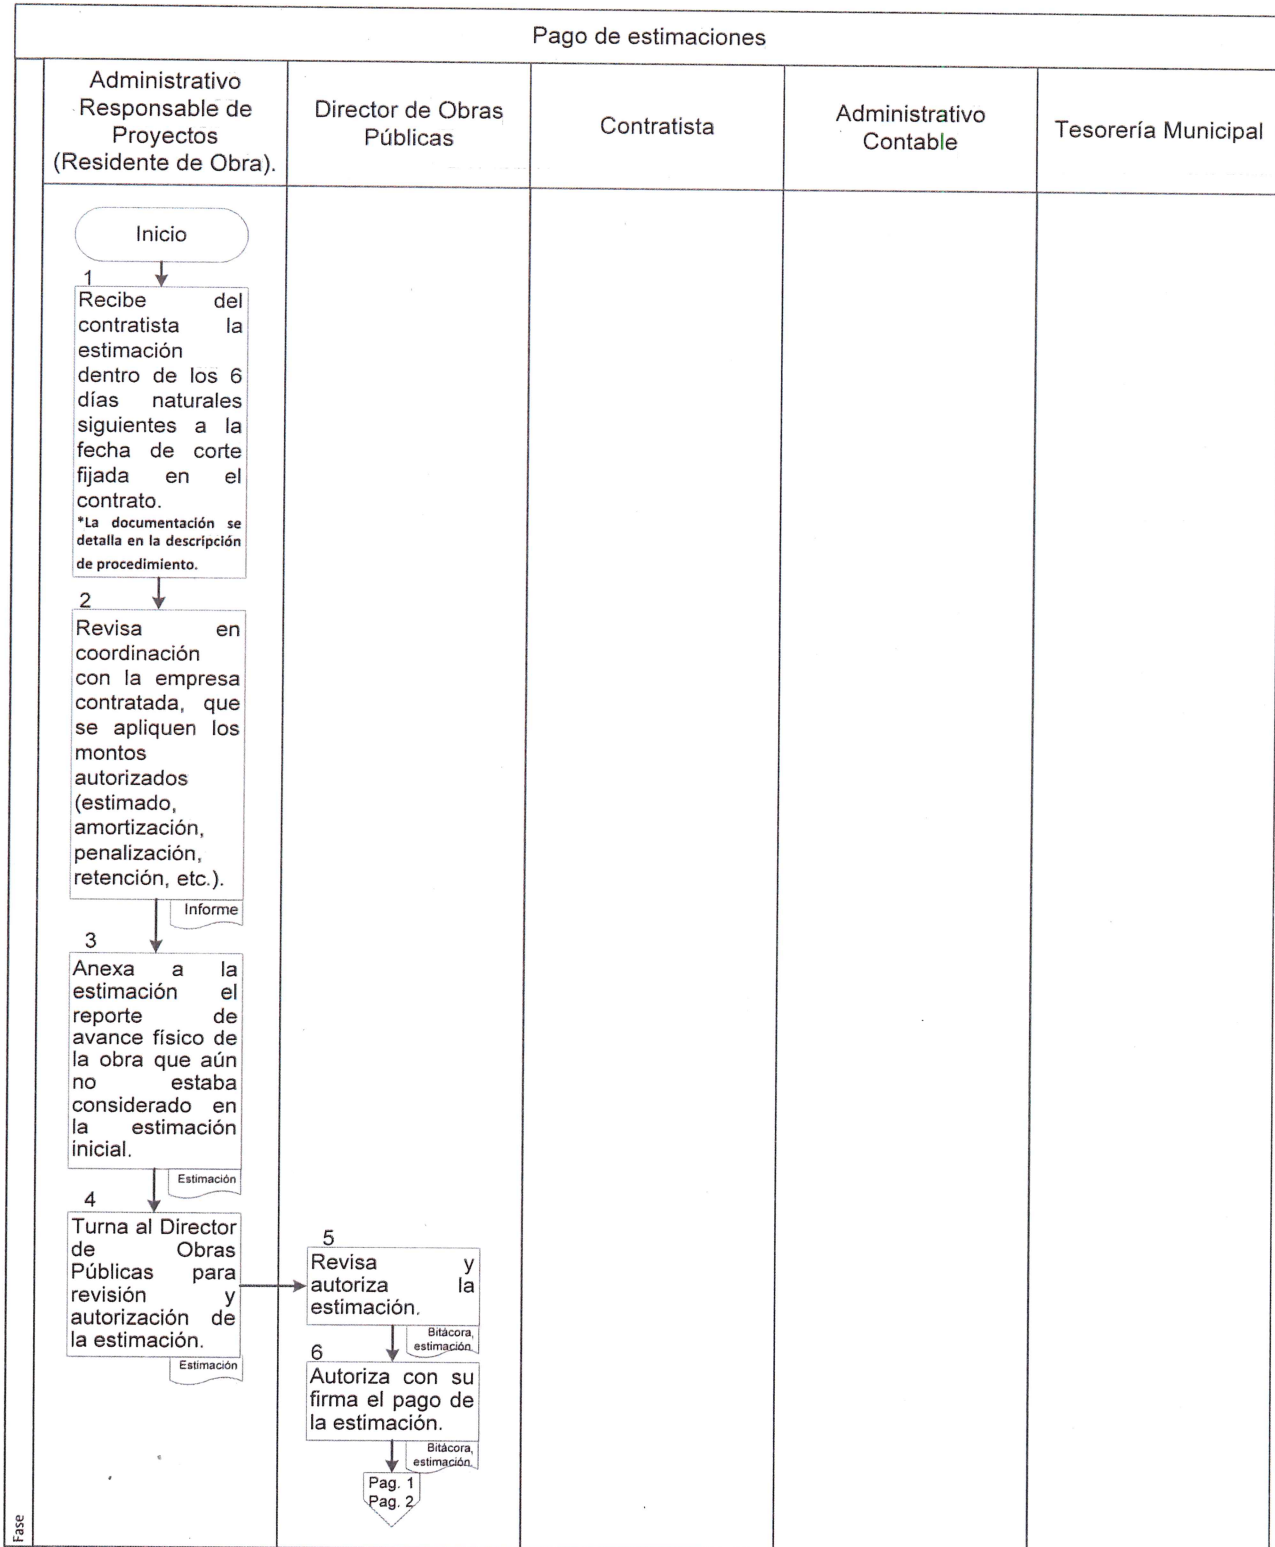 Pago de estimaciones
Administrativo
Responsable de
Proyectos
(Residente de Obra).
Director de Obras
Públicas
Contratista
Administrativo
Contable
Tesorería Municipal
Inicio
1
Recibe del
contratista la
estimación
dentro de los 6
días naturales
siguientes a la
fecha de corte
fijada en el
contrato.
*La documentación se
detalla en la descripción
de procedimiento.
2
Revisa en
coordinación
con la empresa
contratada, que
se apliquen los
montos
autorizados
(estimado,
amortización,
penalización,
retención, etc.).
Informe
3
Anexa a la
estimación el
reporte de
avance físico de
la obra que aún
no estaba
considerado en
la estimación
inicial.
Estimación
4
Turna al Director
de Obras
Públicas para
revisión y
autorización de
la estimación.
Estimación
5
Revisa y
autoriza la
estimación.
Bitácora,
estimación.
6
Autoriza con su
firma el pago de
la estimación.
Bitácora,
estimación.
Pag. 1
Pag. 2
Fase